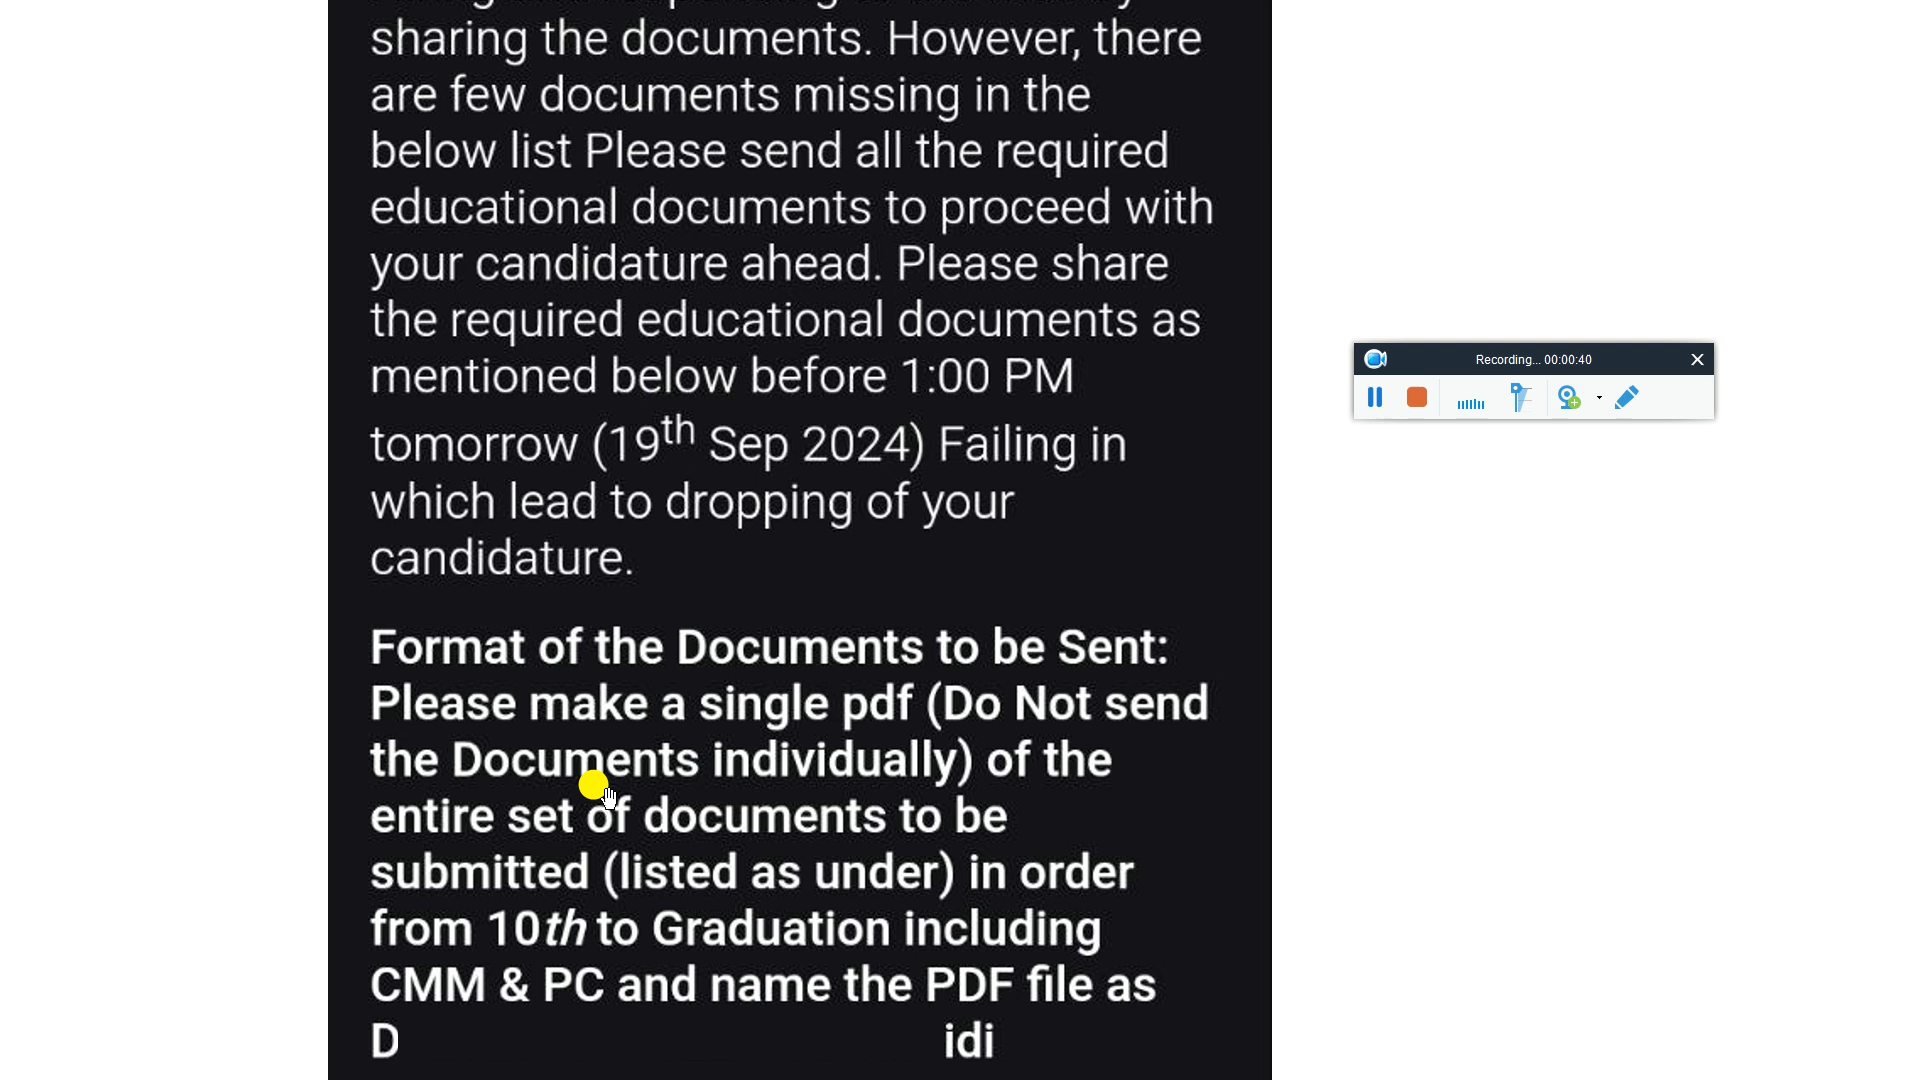 sharing the documents. However, there
are few documents missing in the
below list Please send all the required
educational documents to proceed with
your candidature ahead. Please share
the required educational documents as
mentioned below before 1:00 PM
tomorrow (19th Sep 2024) Failing in
which lead to dropping of your
candidature.
Format of the Documents to be Sent:
Please make a single pdf (Do Not send
the Documents individually) of the
entire set of documents to be
submitted (listed as under) in order
from 10th to Graduation including
CMM & PC and name the PDF file as
D idi
Recording... 00:00:40